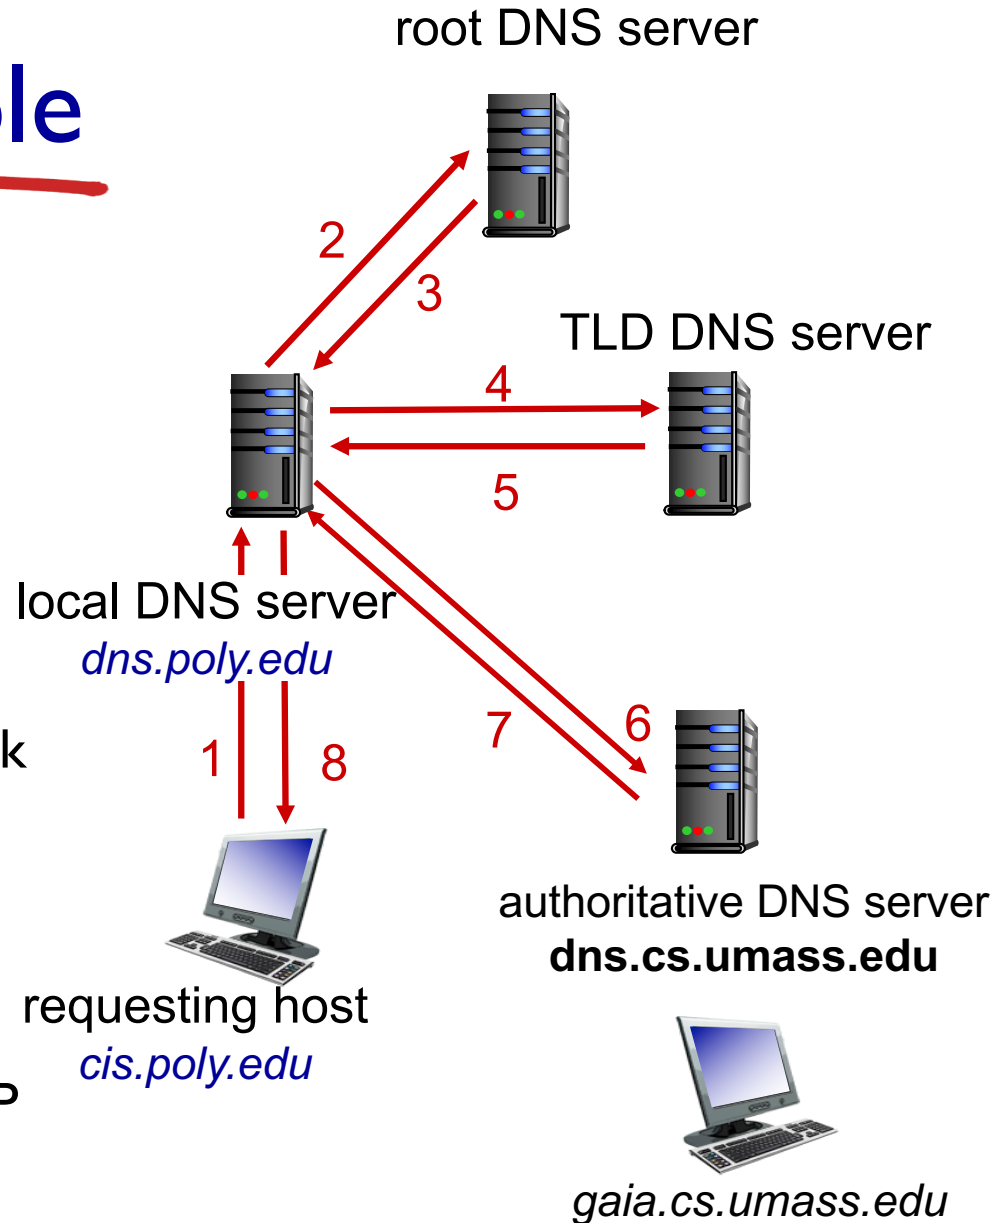 root DNS server
le
2
3
TLD DNS server
4
5
local DNS server
dns.poly.edu
1
8
7
6
k
authoritative DNS server
dns.cs.umass.edu
requesting host
cis.poly.edu
P
gaia.cs.umass.edu